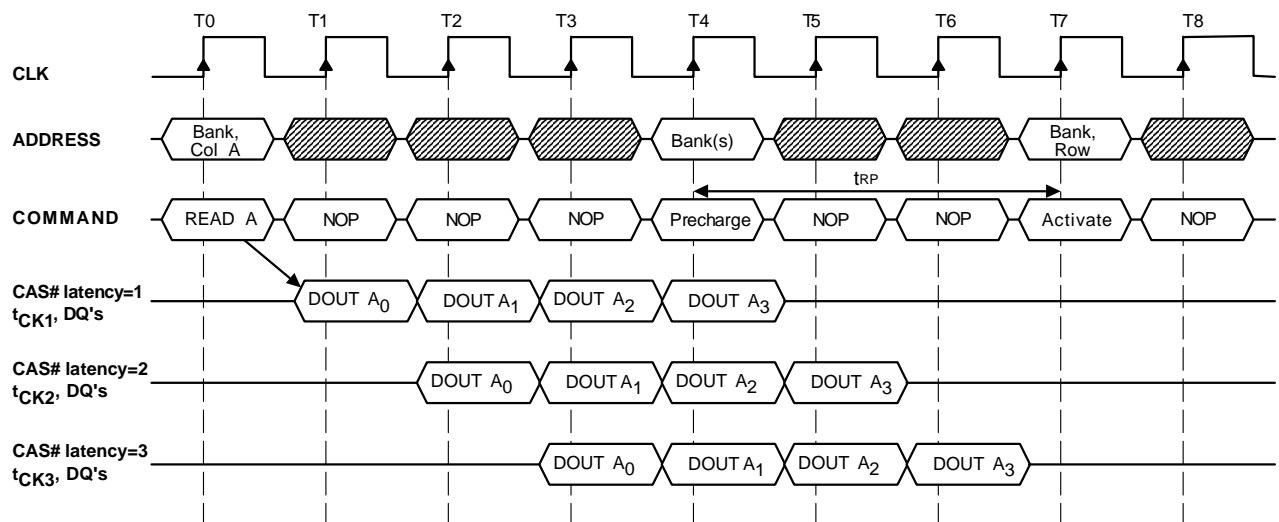 T0 T1 T2 T3 T4 T5 T6 T7 T8
CLK
ADDRESS Bank, Col A Bank(s) Bank, Row
tRP
COMMAND READ A NOP NOP NOP Precharge NOP NOP Activate NOP
CAS# latency=1
tCK1, DQ's
DOUT A0 DOUT A1 DOUT A2 DOUT A3
CAS# latency=2
tCK2, DQ's
DOUT A0 DOUT A1 DOUT A2 DOUT A3
CAS# latency=3
tCK3, DQ's
DOUT A0 DOUT A1 DOUT A2 DOUT A3